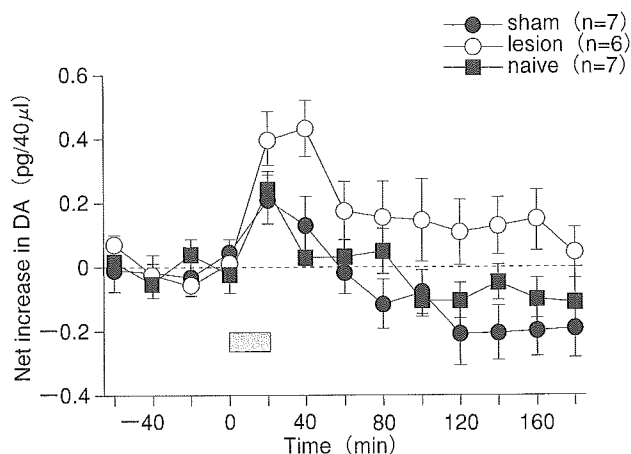 sham (n=7)
lesion (n=6)
naive (n=7)
Net increase in DA (pg/40μl)
0.6
0.4
0.2
0
−0.2
−0.4
−40 0 40 80 120 160
Time (min)